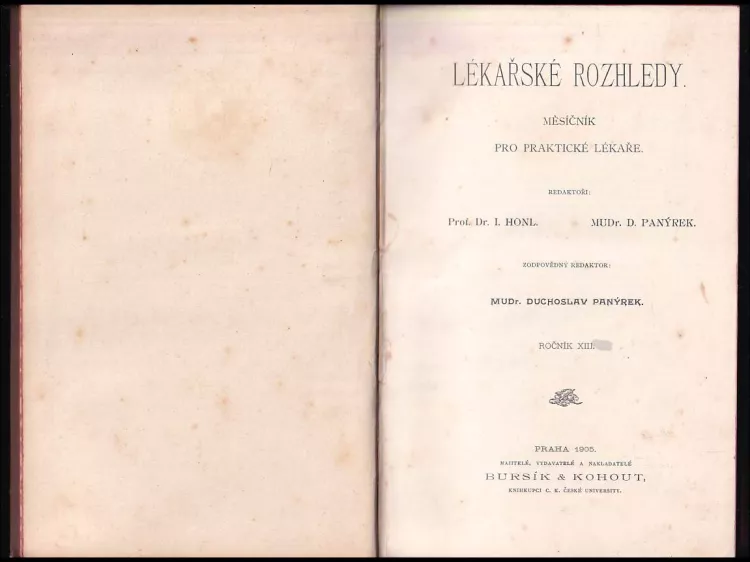 LÉKAŘSKÉ ROZHLEDY.
MĚSÍČNÍK
PRO PRAKTICKÉ LÉKAŘE.
REDAKTOŘI:
Prof. Dr. I. HONL. MUDr. D. PANÝREK.
ZODPOVĚDNÝ REDAKTOR:
MUDr. DUCHOSLAV PANÝREK.
ROČNÍK XIII.
PRAHA 1905.
MAJITELÉ, VYDAVATELÉ A NAKLADATELÉ
BURSÍK & KOHOUT,
KNIHKUPCI C. K. ČESKÉ UNIVERSITY.